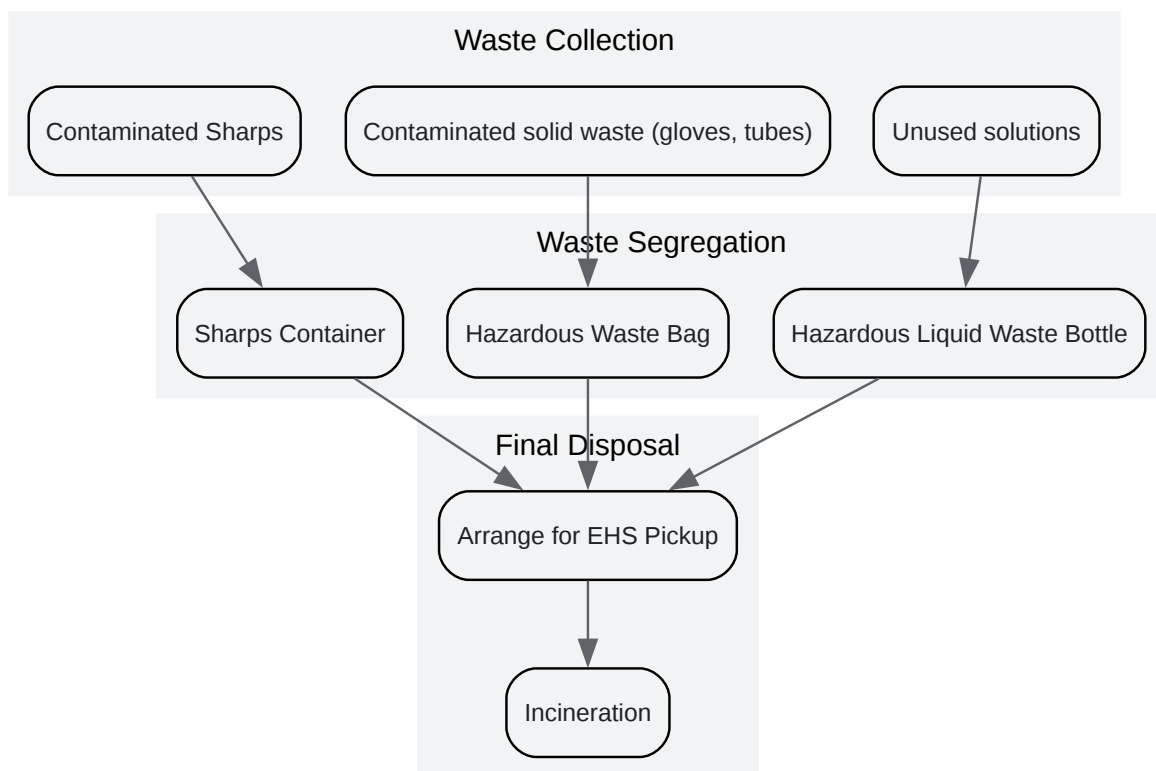 Waste Collection
Contaminated Sharps
Contaminated solid waste (gloves, tubes)
Unused solutions
Waste Segregation
Sharps Container
Hazardous Waste Bag
Hazardous Liquid Waste Bottle
Final Disposal
Arrange for EHS Pickup
Incineration